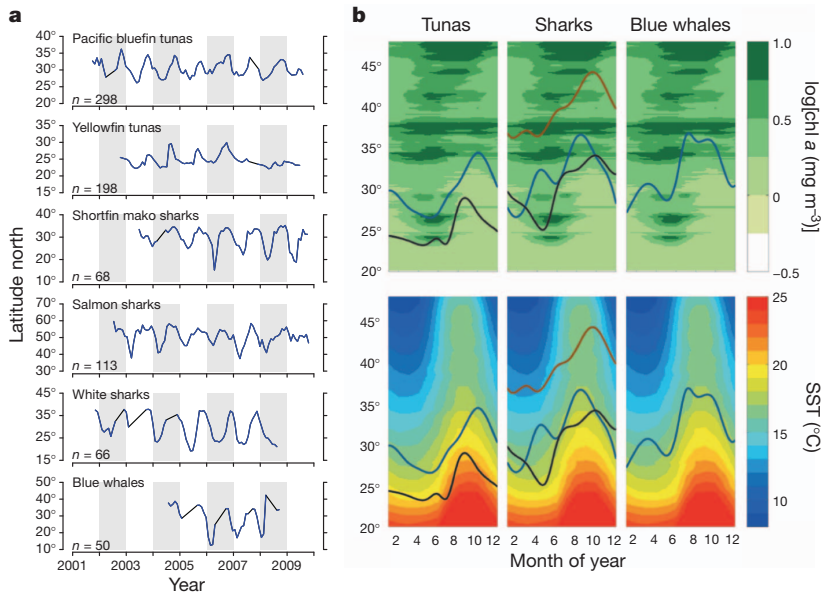 a
Pacific bluefin tunas
40°
35°
30°
25°
20°
n = 298
Yellowfin tunas
35°
30°
25°
20°
15°
n = 198
Shortfin mako sharks
40°
30°
20°
10°
n = 68
Salmon sharks
70°
60°
50°
40°
30°
n = 113
White sharks
45°
35°
25°
15°
n = 66
Blue whales
50°
40°
30°
20°
10°
n = 50
2001 2003 2005 2007 2009
Year
Latitude north
b
Tunas Sharks Blue whales
45°
40°
35°
30°
25°
20°
1.0
0.5
0
−0.5
log[chl a (mg m−3)]
45°
40°
35°
30°
25°
20°
25
20
15
10
SST (°C)
2 4 6 8 10 12 2 4 6 8 10 12 2 4 6 8 10 12
Month of year